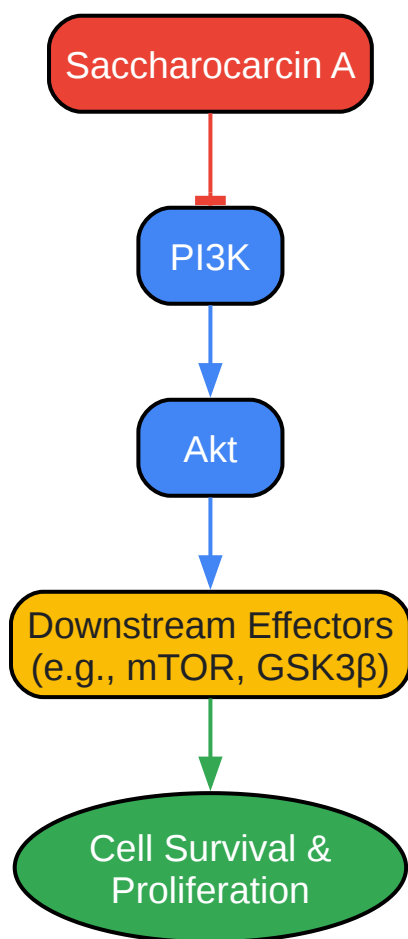 Saccharocarcin A
PI3K
Akt
Downstream Effectors
(e.g., mTOR, GSK3β)
Cell Survival &
Proliferation